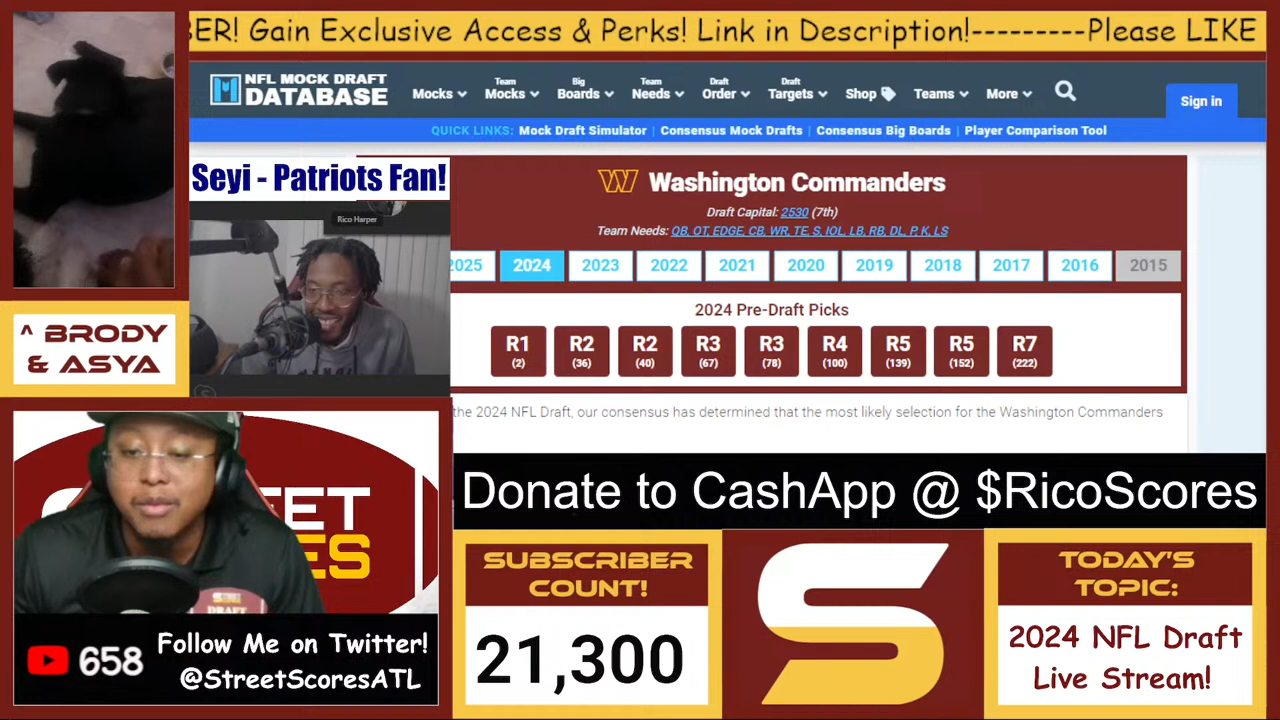 BER! Gain Exclusive Access & Perks! Link in Description!---------Please LIKE
NFL MOCK DRAFT
DATABASE
Mocks
Team
Mocks
Big
Boards
Team
Needs
Draft
Order
Draft
Targets
Shop
Teams
More
Sign in
QUICK LINKS: Mock Draft Simulator | Consensus Mock Drafts | Consensus Big Boards | Player Comparison Tool
Seyi - Patriots Fan!
Rico Harper
Washington Commanders
Draft Capital: 2530 (7th)
Team Needs: QB, OT, EDGE, CB, WR, TE, S, IOL, LB, RB, DL, P, K, LS
2025 2024 2023 2022 2021 2020 2019 2018 2017 2016 2015
2024 Pre-Draft Picks
R1 R2 R2 R3 R3 R4 R5 R5 R7
(2) (36) (40) (67) (78) (100) (139) (152) (222)
the 2024 NFL Draft, our consensus has determined that the most likely selection for the Washington Commanders
^ BRODY
& ASYA
DRAFT
Donate to CashApp @ $RicoScores
SUBSCRIBER
COUNT!
21,300
S
TODAY'S
TOPIC:
2024 NFL Draft
Live Stream!
658
Follow Me on Twitter!
@StreetScoresATL